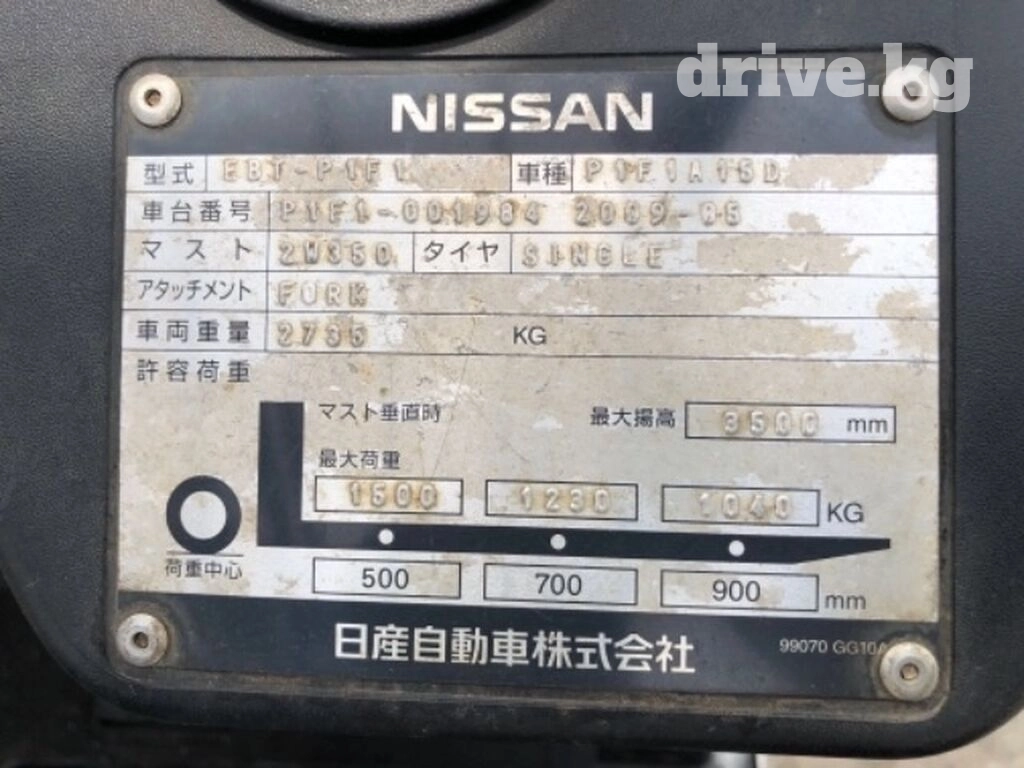 drive.kg
NISSAN
型式 EBT-P1F1 車種 P1F1A15D
車台番号 P1F1-001984 2009-05
マスト 2W350 タイヤ SINGLE
アタッチメント FORK
車両重量 2735 KG
許容荷重
マスト垂直時 最大揚高 3500 mm
最大荷重
1500 1230 1040 KG
荷重中心 500 700 900 mm
日産自動車株式会社 99070 GG10A